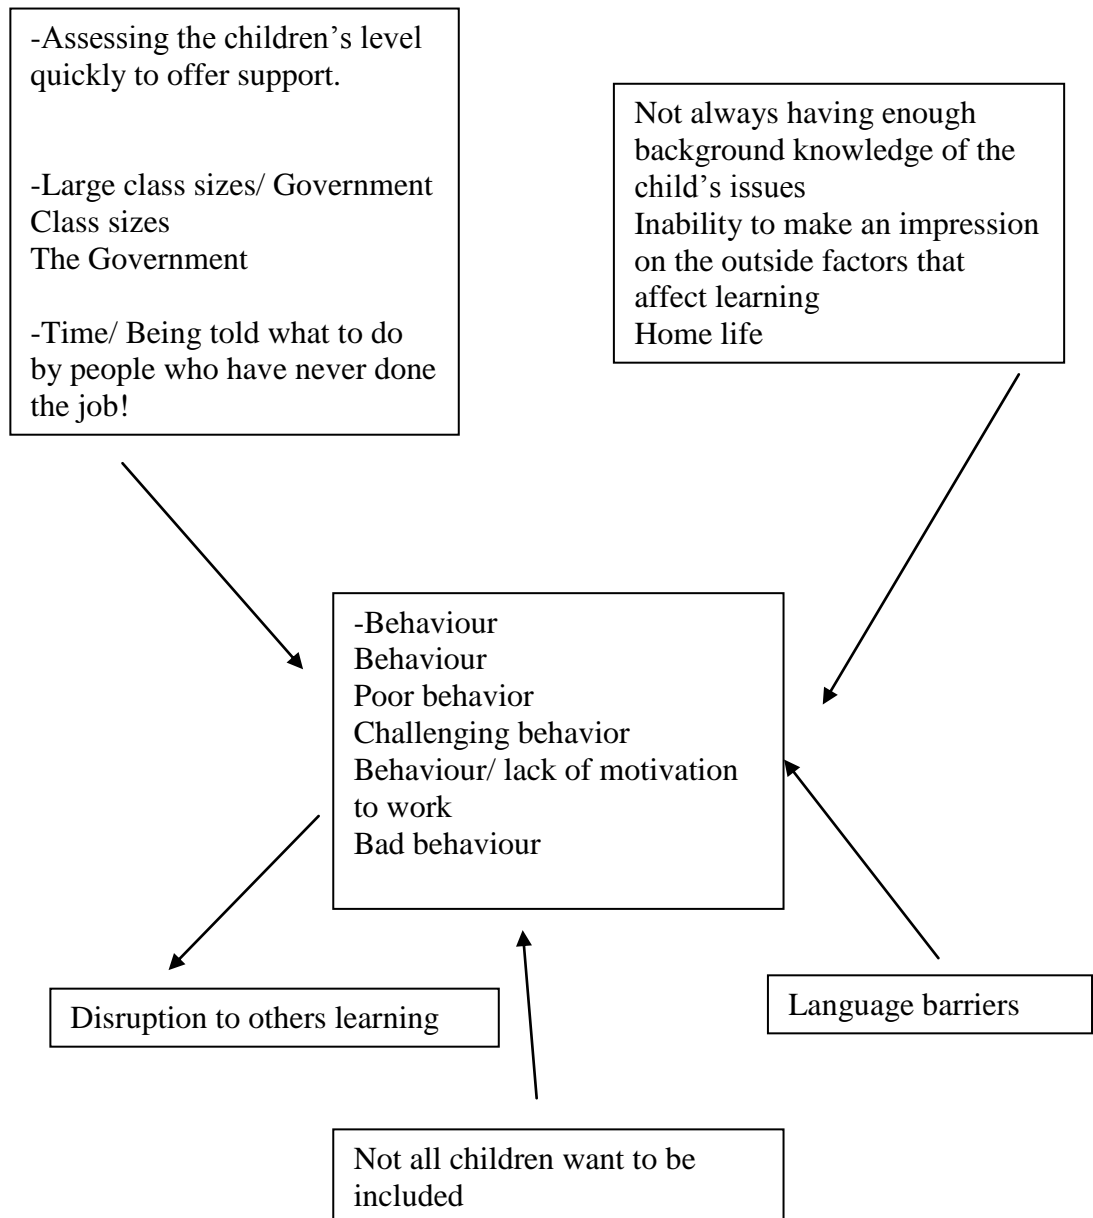 -Assessing the children’s level
quickly to offer support.
-Large class sizes/ Government
Class sizes
The Government
-Time/ Being told what to do
by people who have never done
the job!
Not always having enough
background knowledge of the
child’s issues
Inability to make an impression
on the outside factors that
affect learning
Home life
-Behaviour
Behaviour
Poor behavior
Challenging behavior
Behaviour/ lack of motivation
to work
Bad behaviour
Disruption to others learning
Language barriers
Not all children want to be
included